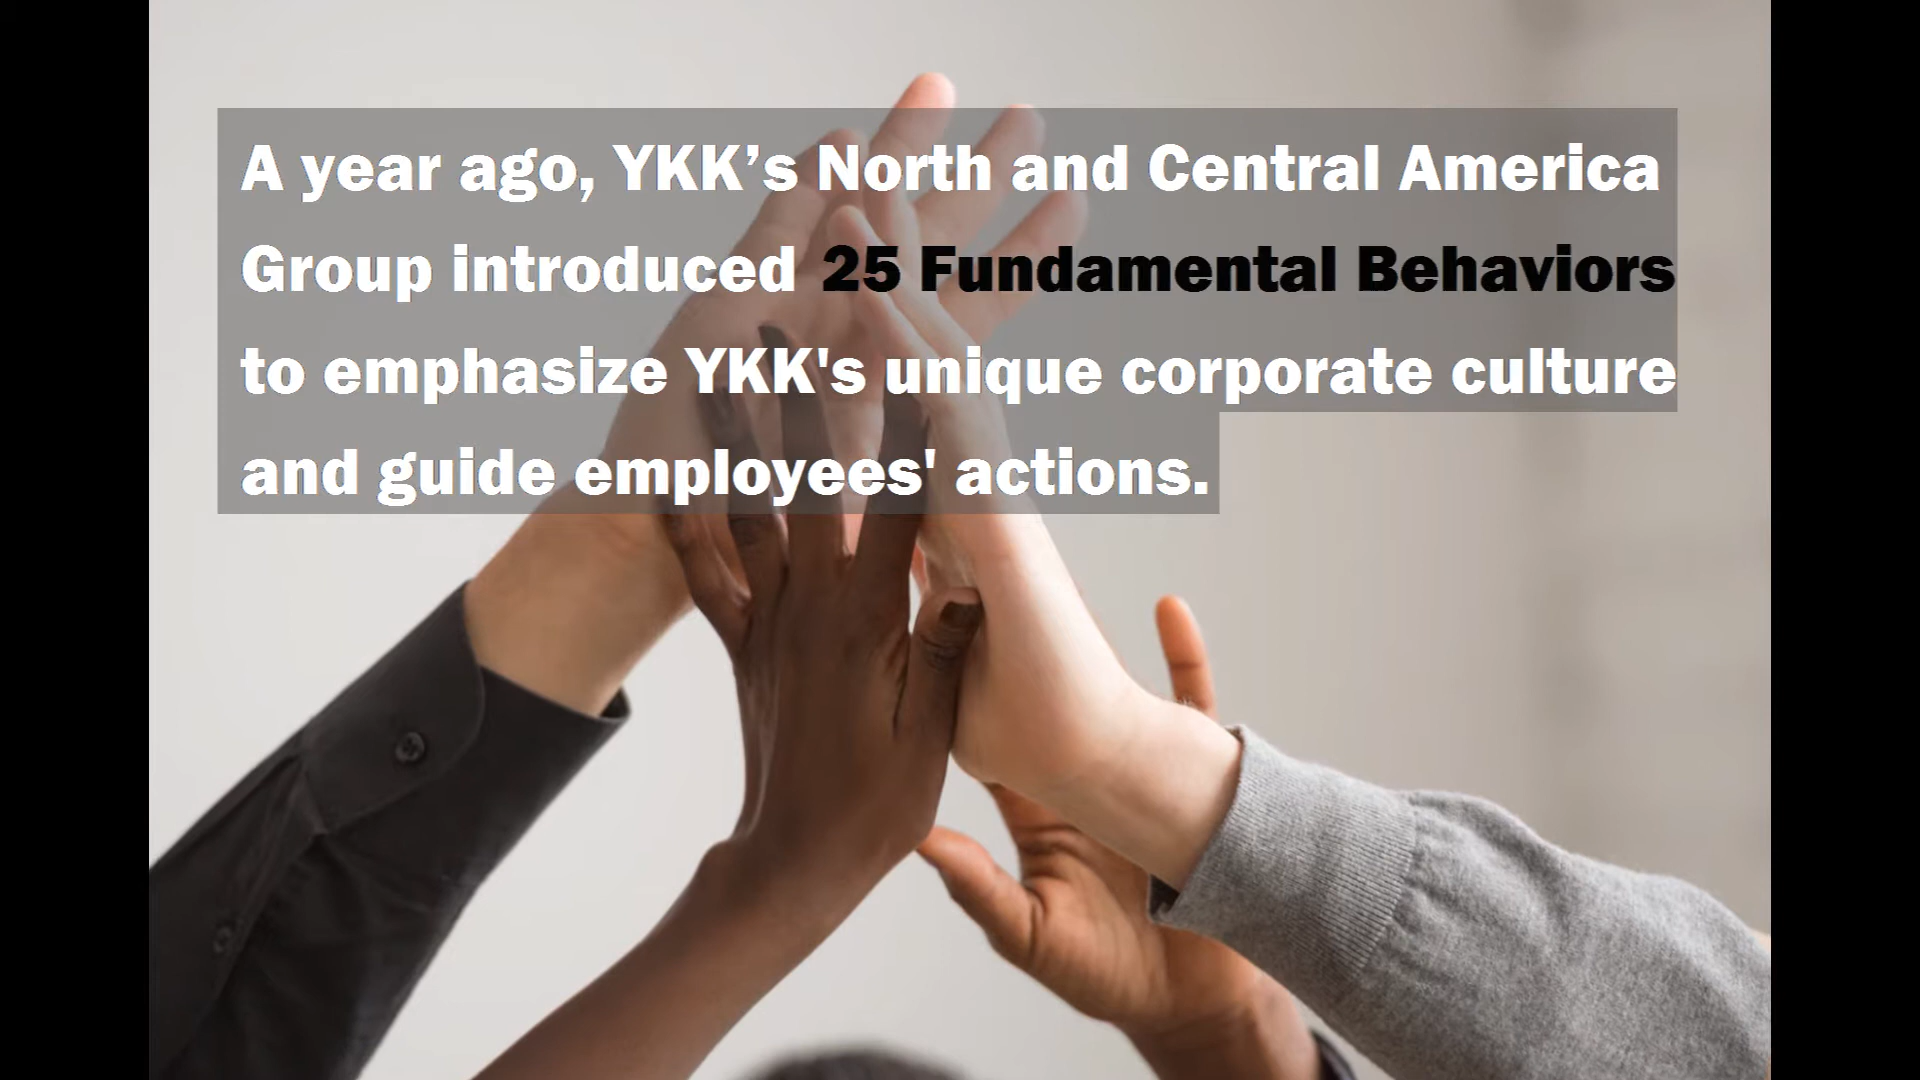 A year ago, YKK’s North and Central America
Group introduced 25 Fundamental Behaviors
to emphasize YKK's unique corporate culture
and guide employees' actions.